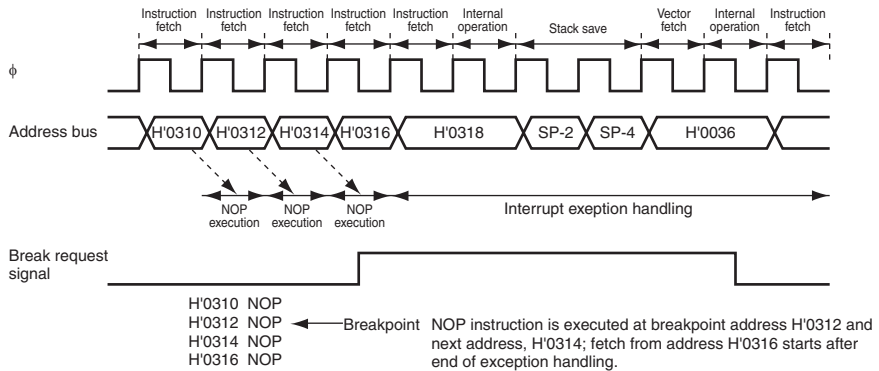 Instruction fetch
Instruction fetch
Instruction fetch
Instruction fetch
Instruction fetch
Internal operation
Stack save
Vector fetch
Internal operation
Instruction fetch
φ
Address bus
H'0310
H'0312
H'0314
H'0316
H'0318
SP-2
SP-4
H'0036
NOP execution
NOP execution
NOP execution
Interrupt exeption handling
Break request
signal
H'0310 NOP
H'0312 NOP
H'0314 NOP
H'0316 NOP
Breakpoint
NOP instruction is executed at breakpoint address H'0312 and
next address, H'0314; fetch from address H'0316 starts after
end of exception handling.